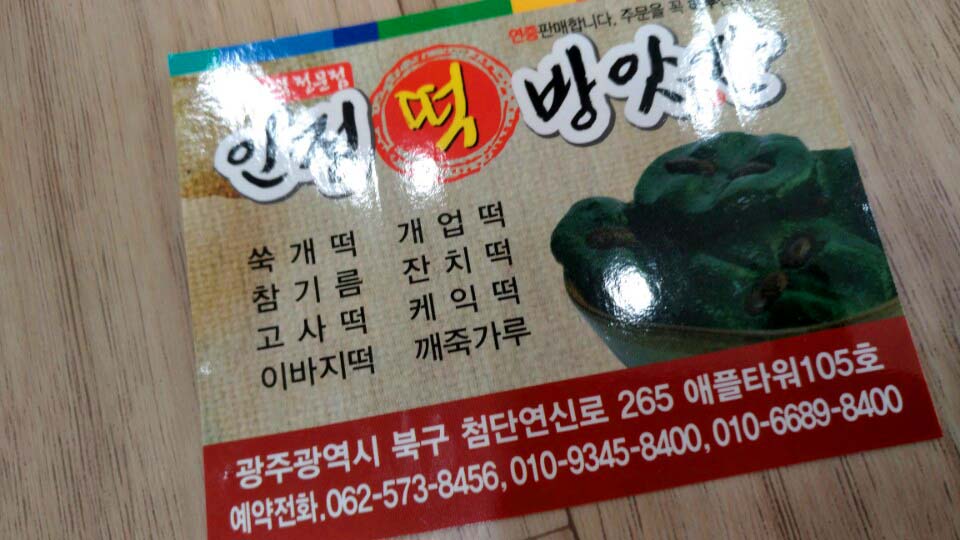 연중판매합니다. 주문을 꼭
전문점
떡 방앗간
쑥개떡 개업떡
참기름 잔치떡
고사떡 케익떡
이바지떡 깨죽가루
광주광역시 북구 첨단연신로 265 애플타워105호
예약전화.062-573-8456, 010-9345-8400, 010-6689-8400